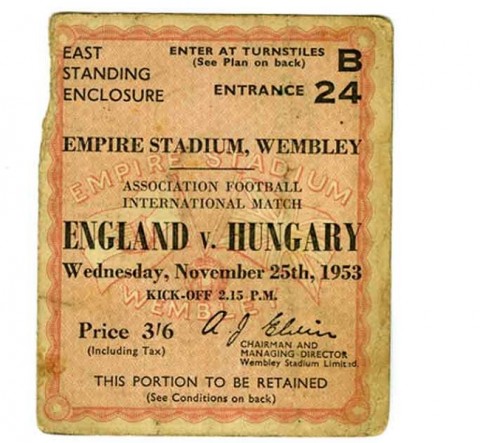 EAST
STANDING
ENCLOSURE
ENTER AT TURNSTILES
(See Plan on back)
B
ENTRANCE 24
EMPIRE STADIUM, WEMBLEY
EMPIRE STADIUM
ASSOCIATION FOOTBALL
INTERNATIONAL MATCH
ENGLAND v. HUNGARY
Wednesday, November 25th, 1953
KICK-OFF 2.15 P.M.
WEMBLEY
Price 3/6
(Including Tax)
A J Elvin
CHAIRMAN AND
MANAGING DIRECTOR
Wembley Stadium Limited.
THIS PORTION TO BE RETAINED
(See Conditions on back)